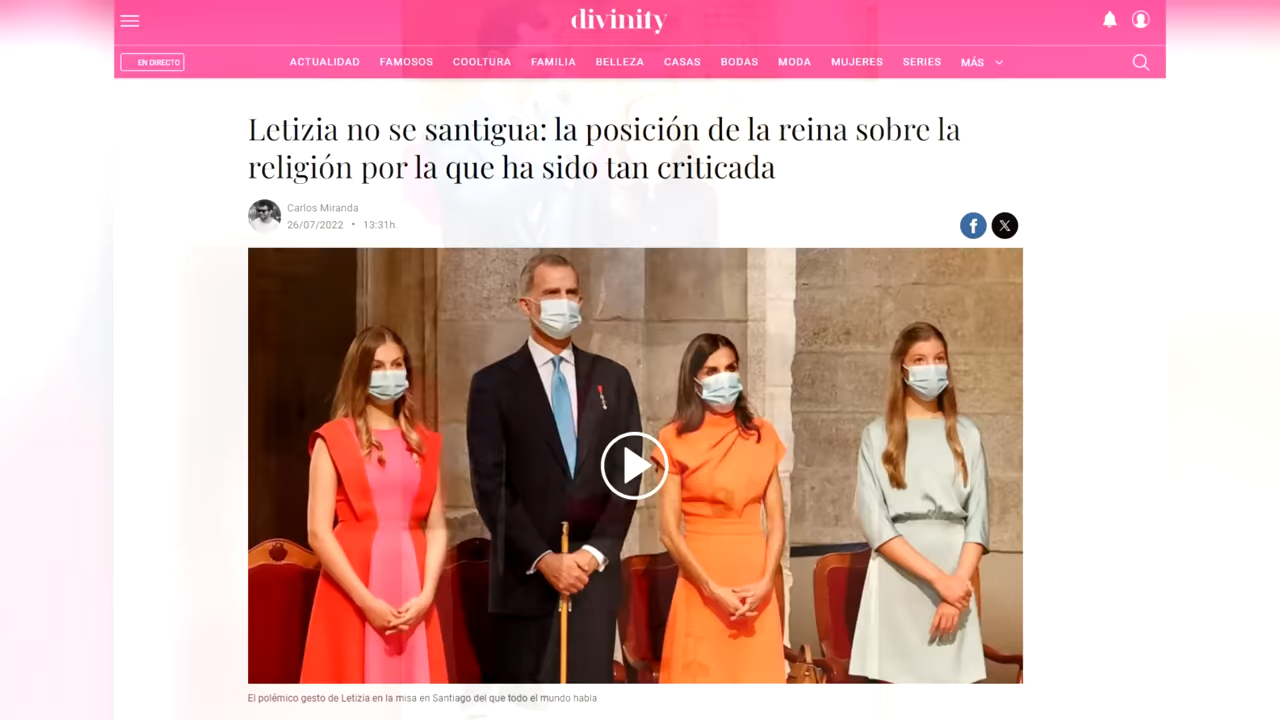 divinity
EN DIRECTO
ACTUALIDAD FAMOSOS COOLTURA FAMILIA BELLEZA CASAS BODAS MODA MUJERES SERIES MÁS
Letizia no se santigua: la posición de la reina sobre la
religión por la que ha sido tan criticada
Carlos Miranda
26/07/2022 • 13:31h.
El polémico gesto de Letizia en la misa en Santiago del que todo el mundo habla